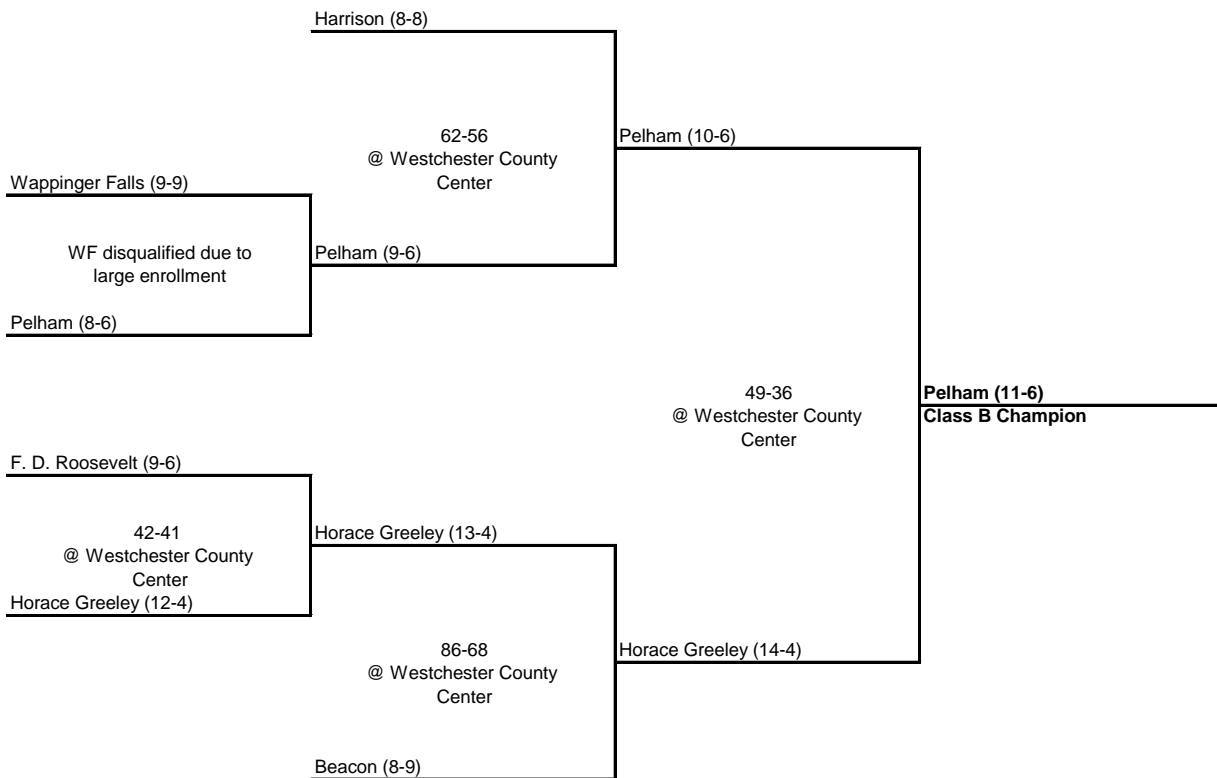 Harrison (8-8)
62-56
@ Westchester County
Center
Pelham (10-6)
Wappinger Falls (9-9)
WF disqualified due to
large enrollment
Pelham (9-6)
Pelham (8-6)
49-36
@ Westchester County
Center
Pelham (11-6)
Class B Champion
F. D. Roosevelt (9-6)
42-41
@ Westchester County
Center
Horace Greeley (13-4)
Horace Greeley (12-4)
86-68
@ Westchester County
Center
Horace Greeley (14-4)
Beacon (8-9)